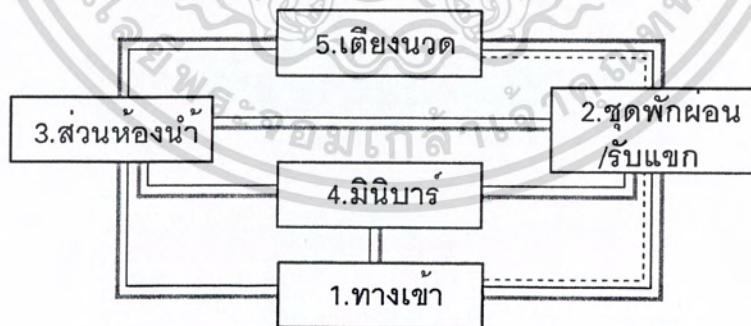 5.เตียงนวด
3.ส่วนห้องน้ำ
2.ชุดพักผ่อน
/รับแขก
4.มินิบาร์
1.ทางเข้า